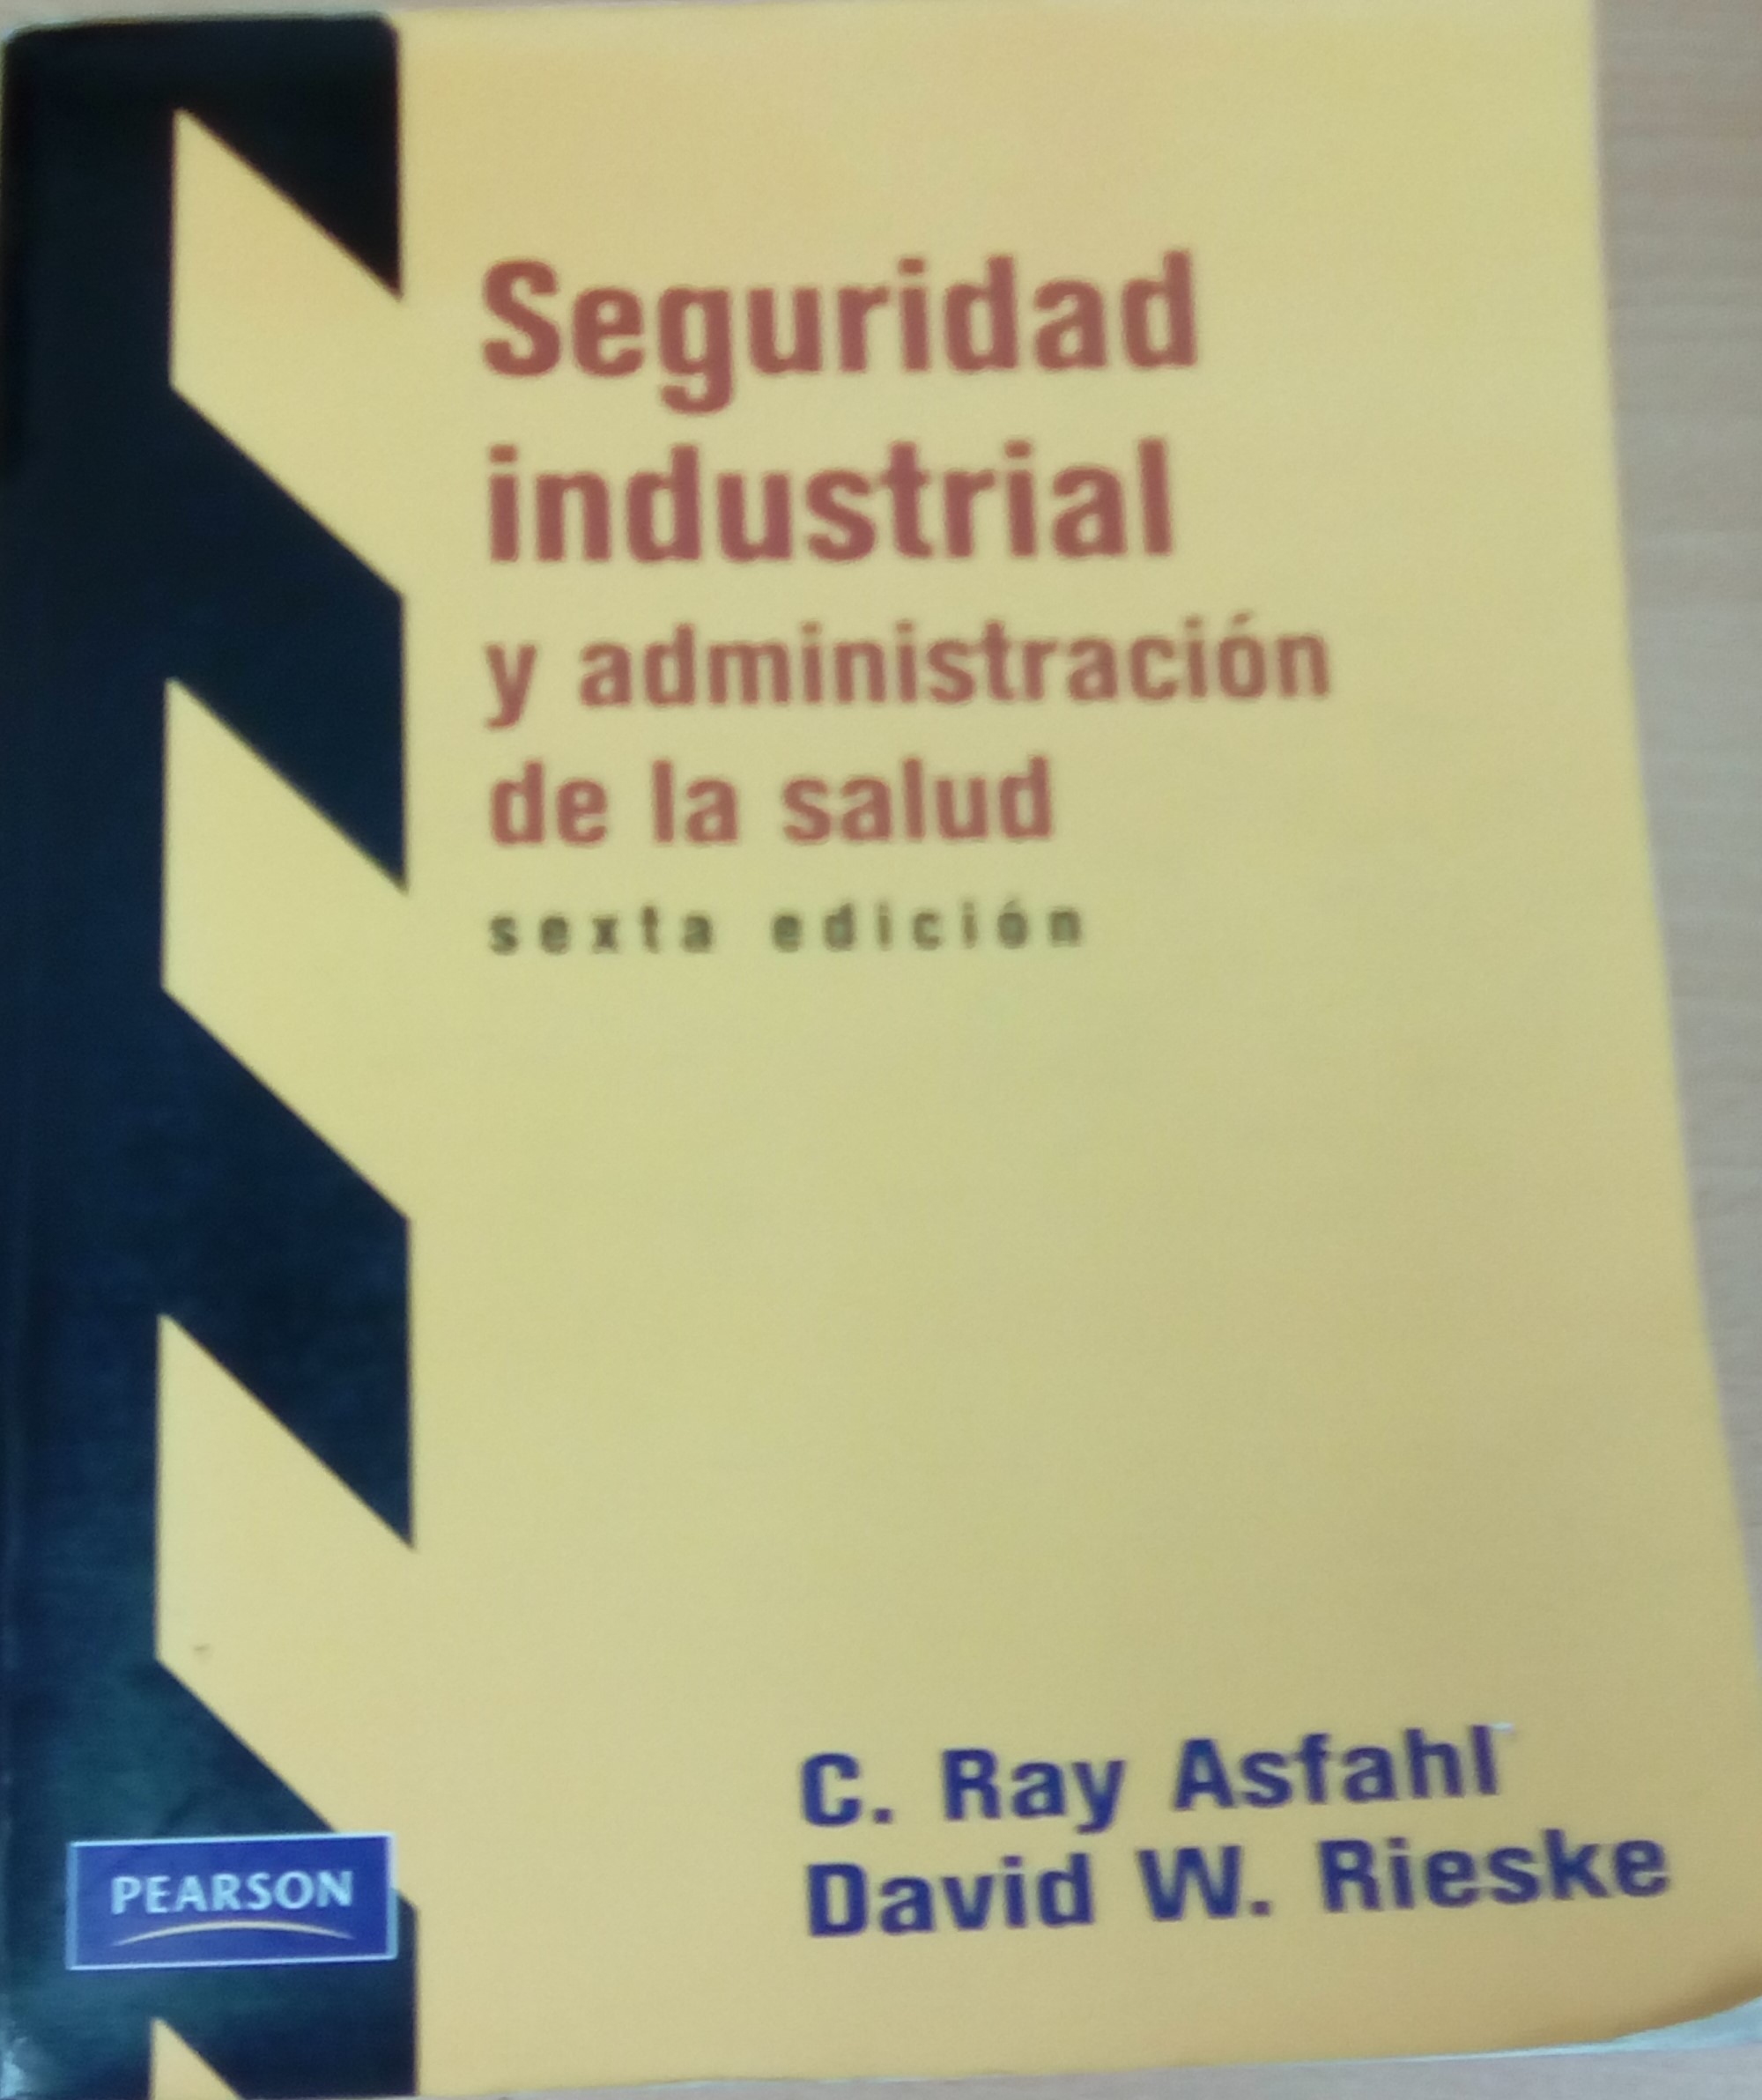 Seguridad
industrial
y administración
de la salud
sexta edición
C. Ray Asfahl
David W. Rieske
PEARSON